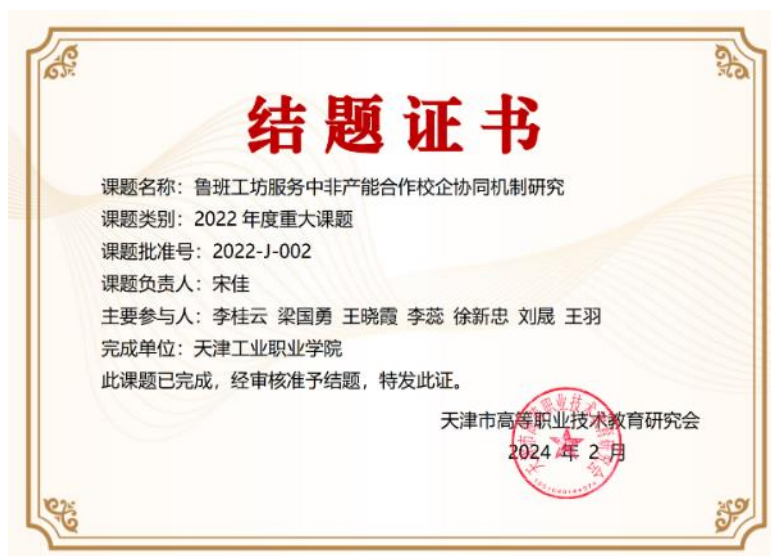 结题证书
课题名称：鲁班工坊服务中非产能合作校企协同机制研究
课题类别：2022 年度重大课题
课题批准号：2022-J-002
课题负责人：宋佳
主要参与人：李桂云 梁国勇 王晓霞 李蕊 徐新忠 刘晟 王羽
完成单位：天津工业职业学院
此课题已完成，经审核准予结题，特发此证。
天津市高等职业技术教育研究会
2024 年 2 月